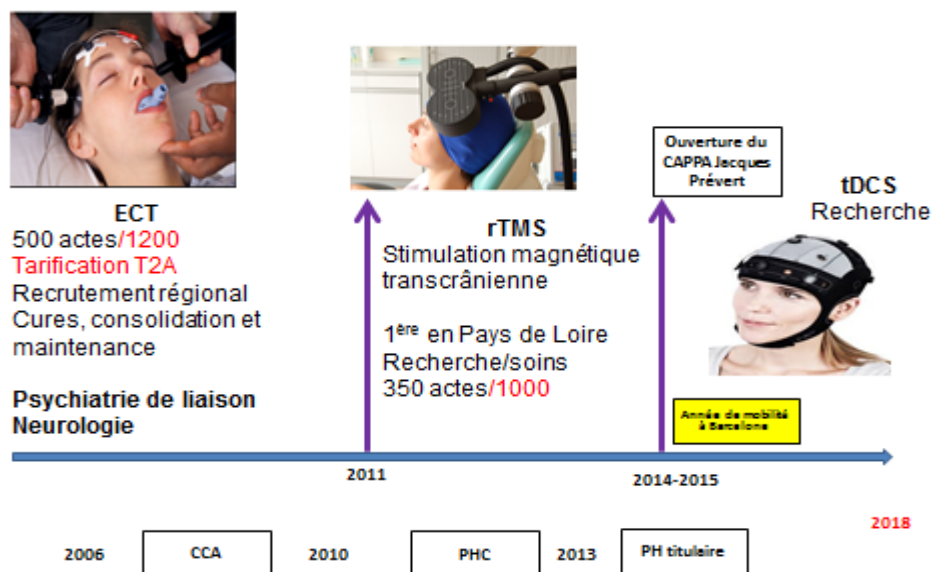 ECT
500 actes/1200
Tarification T2A
Recrutement régional
Cures, consolidation et
maintenance
Psychiatrie de liaison
Neurologie
rTMS
Stimulation magnétique
transcrânienne
1ère en Pays de Loire
Recherche/soins
350 actes/1000
Ouverture du
CAPPA Jacques
Prévert
tDCS
Recherche
Année de mobilité
à Barcelone
2011
2014-2015
2018
2006
CCA
2010
PHC
2013
PH titulaire